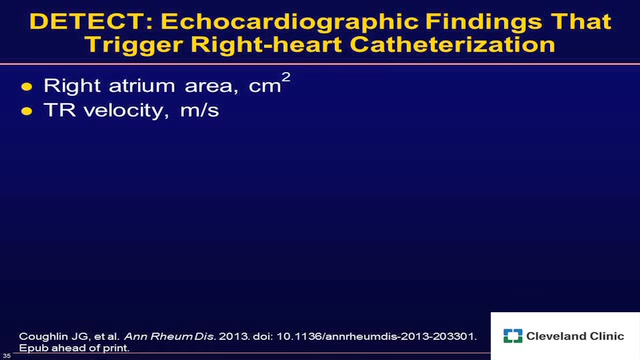 DETECT: Echocardiographic Findings That
Trigger Right-heart Catheterization
Right atrium area, cm2
TR velocity, m/s
Coughlin JG, et al. Ann Rheum Dis. 2013. doi: 10.1136/annrheumdis-2013-203301.
Epub ahead of print.
35
Cleveland Clinic